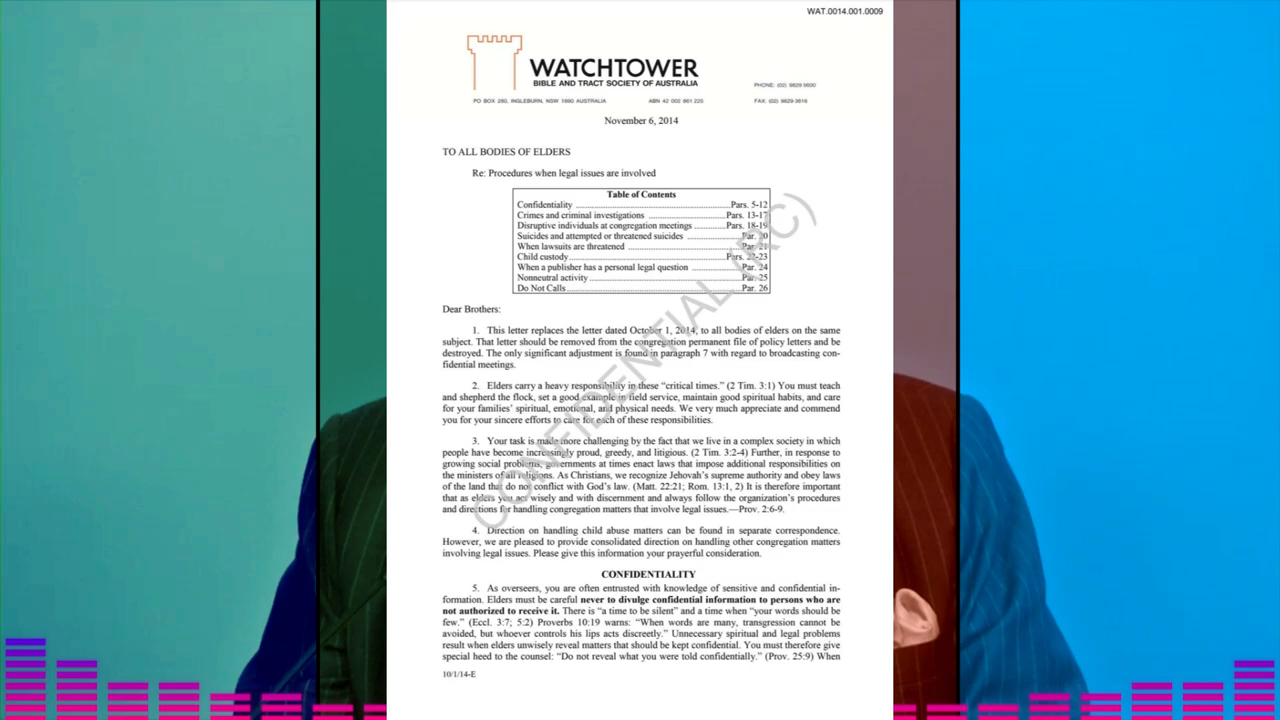 WAT.0014.001.0009
WATCHTOWER
BIBLE AND TRACT SOCIETY OF AUSTRALIA
PHONE: (02) 9829 5600
PO BOX 280, INGLEBURN, NSW 1890 AUSTRALIA ABN 42 002 861 225 FAX: (02) 9829 3616
November 6, 2014
TO ALL BODIES OF ELDERS
Re: Procedures when legal issues are involved
Table of Contents
Confidentiality ........ Pars. 5-12
Crimes and criminal investigations ........ Pars. 13-17
Disruptive individuals at congregation meetings ........ Pars. 18-19
Suicides and attempted or threatened suicides ........ Par. 20
When lawsuits are threatened ........ Par. 21
Child custody ........ Pars. 22-23
When a publisher has a personal legal question ........ Par. 24
Nonneutral activity ........ Par. 25
Do Not Calls ........ Par. 26
Dear Brothers:
1. This letter replaces the letter dated October 1, 2014, to all bodies of elders on the same
subject. That letter should be removed from the congregation permanent file of policy letters and be
destroyed. The only significant adjustment is found in paragraph 7 with regard to broadcasting con-
fidential meetings.
2. Elders carry a heavy responsibility in these “critical times.” (2 Tim. 3:1) You must teach
and shepherd the flock, set a good example in field service, maintain good spiritual habits, and care
for your families’ spiritual, emotional, and physical needs. We very much appreciate and commend
you for your sincere efforts to care for each of these responsibilities.
3. Your task is made more challenging by the fact that we live in a complex society in which
people have become increasingly proud, greedy, and litigious. (2 Tim. 3:2-4) Further, in response to
growing social problems, governments at times enact laws that impose additional responsibilities on
the ministers of all religions. As Christians, we recognize Jehovah’s supreme authority and obey laws
of the land that do not conflict with God’s law. (Matt. 22:21; Rom. 13:1, 2) It is therefore important
that as elders you act wisely and with discernment and always follow the organization’s procedures
and directions for handling congregation matters that involve legal issues.—Prov. 2:6-9.
4. Direction on handling child abuse matters can be found in separate correspondence.
However, we are pleased to provide consolidated direction on handling other congregation matters
involving legal issues. Please give this information your prayerful consideration.
CONFIDENTIALITY
5. As overseers, you are often entrusted with knowledge of sensitive and confidential in-
formation. Elders must be careful never to divulge confidential information to persons who are
not authorized to receive it. There is “a time to be silent” and a time when “your words should be
few.” (Eccl. 3:7; 5:2) Proverbs 10:19 warns: “When words are many, transgression cannot be
avoided, but whoever controls his lips acts discreetly.” Unnecessary spiritual and legal problems
result when elders unwisely reveal matters that should be kept confidential. You must therefore give
special heed to the counsel: “Do not reveal what you were told confidentially.” (Prov. 25:9) When
10/1/14-E
CONFIDENTIAL (RC)